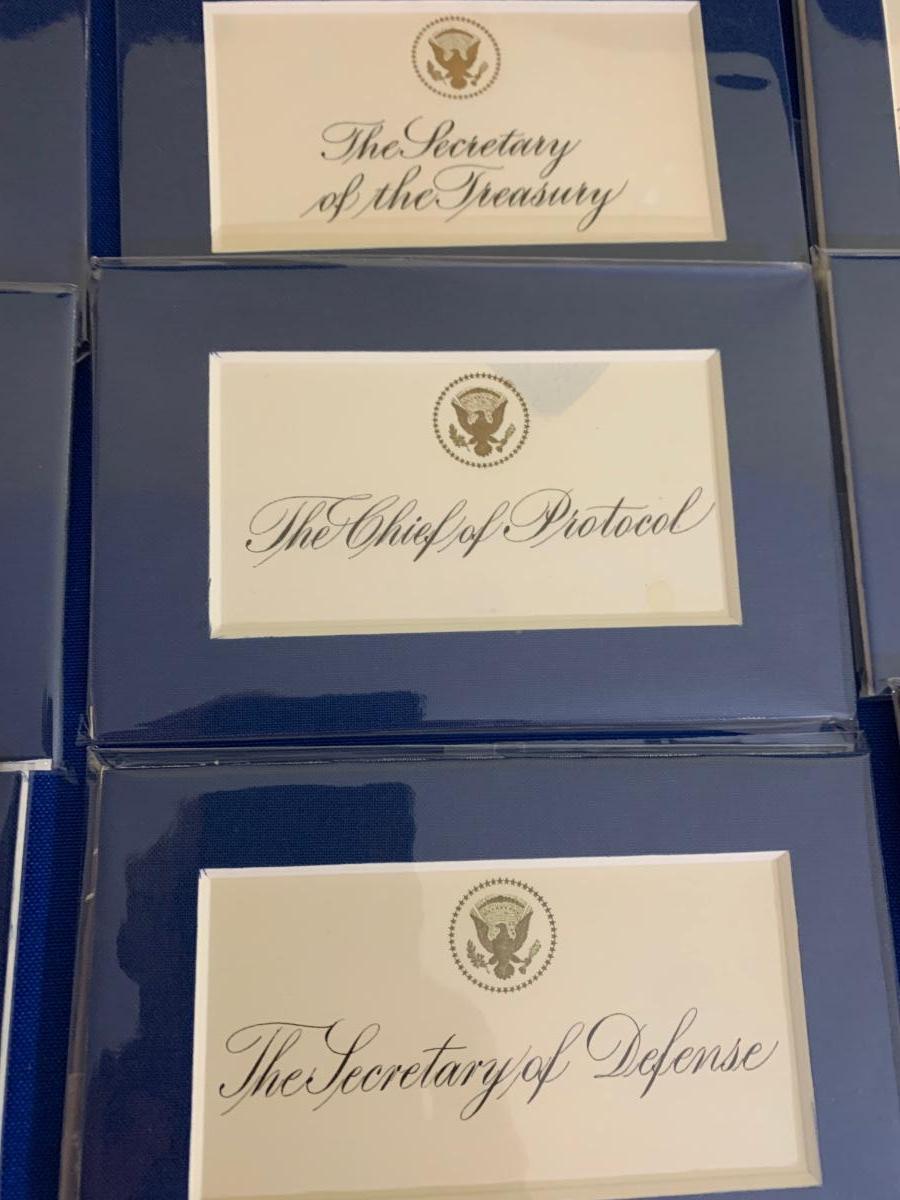 The Secretary
of the Treasury
The Chief of Protocol
The Secretary of Defense